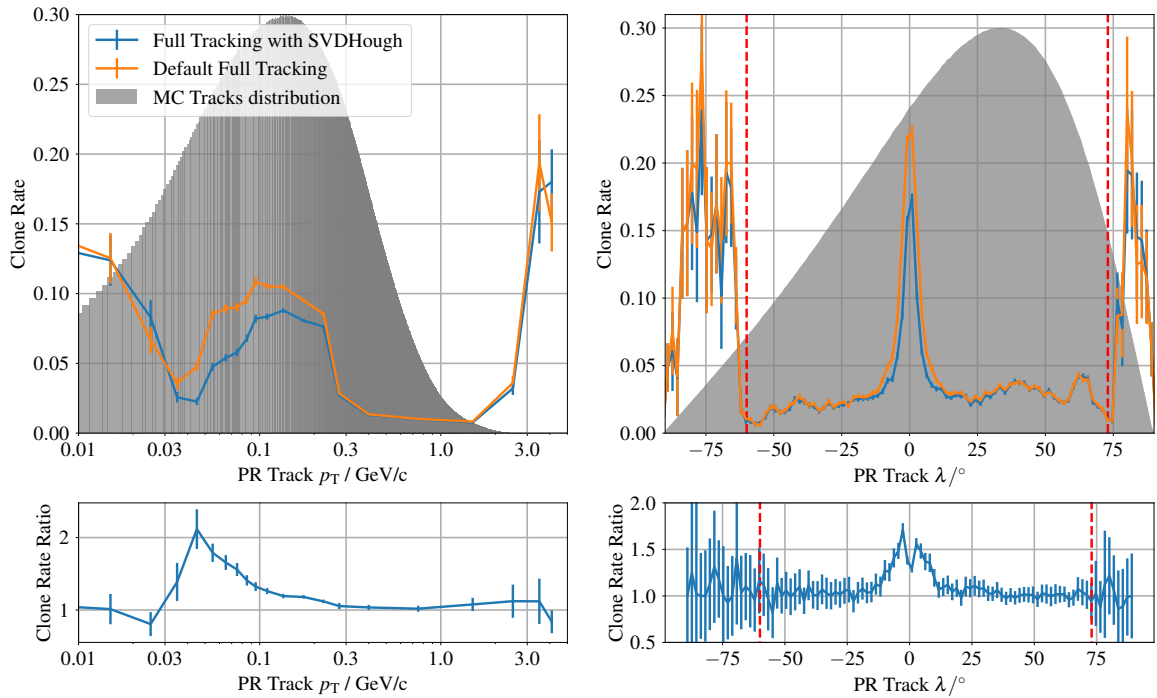 Full Tracking with SVDHough
Default Full Tracking
MC Tracks distribution
Clone Rate
0.30
0.25
0.20
0.15
0.10
0.05
0.00
0.01 0.03 0.1 0.3 1.0 3.0
PR Track pT / GeV/c
Clone Rate
0.30
0.25
0.20
0.15
0.10
0.05
0.00
−75 −50 −25 0 25 50 75
PR Track λ/°
Clone Rate Ratio
2
1
0.01 0.03 0.1 0.3 1.0 3.0
PR Track pT / GeV/c
Clone Rate Ratio
2.0
1.5
1.0
0.5
−75 −50 −25 0 25 50 75
PR Track λ/°